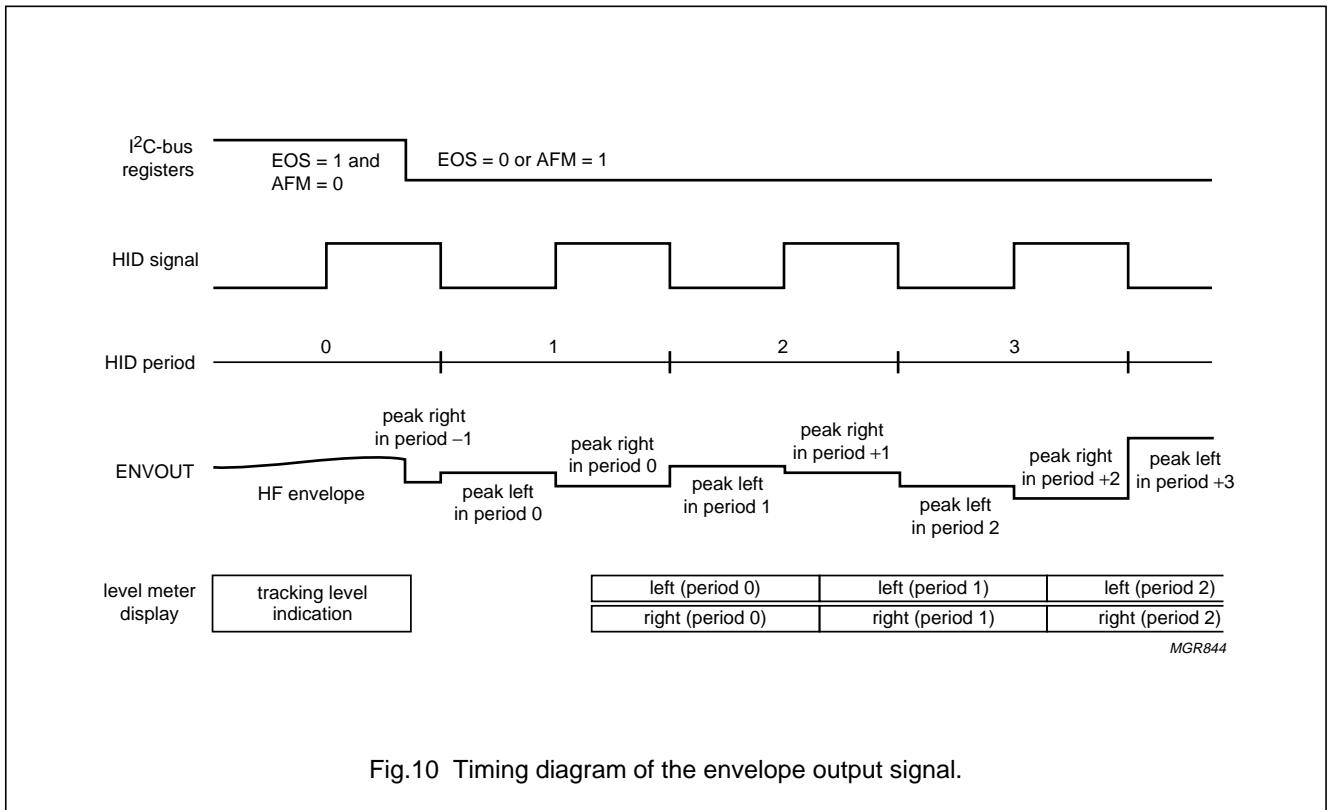 I2C-bus
registers
EOS = 1 and
AFM = 0
EOS = 0 or AFM = 1
HID signal
HID period
0
1
2
3
ENVOUT
HF envelope
peak right
in period −1
peak left
in period 0
peak right
in period 0
peak left
in period 1
peak right
in period +1
peak left
in period 2
peak right
in period +2
peak left
in period +3
level meter
display
tracking level
indication
left (period 0)
left (period 1)
left (period 2)
right (period 0)
right (period 1)
right (period 2)
MGR844
Fig.10 Timing diagram of the envelope output signal.